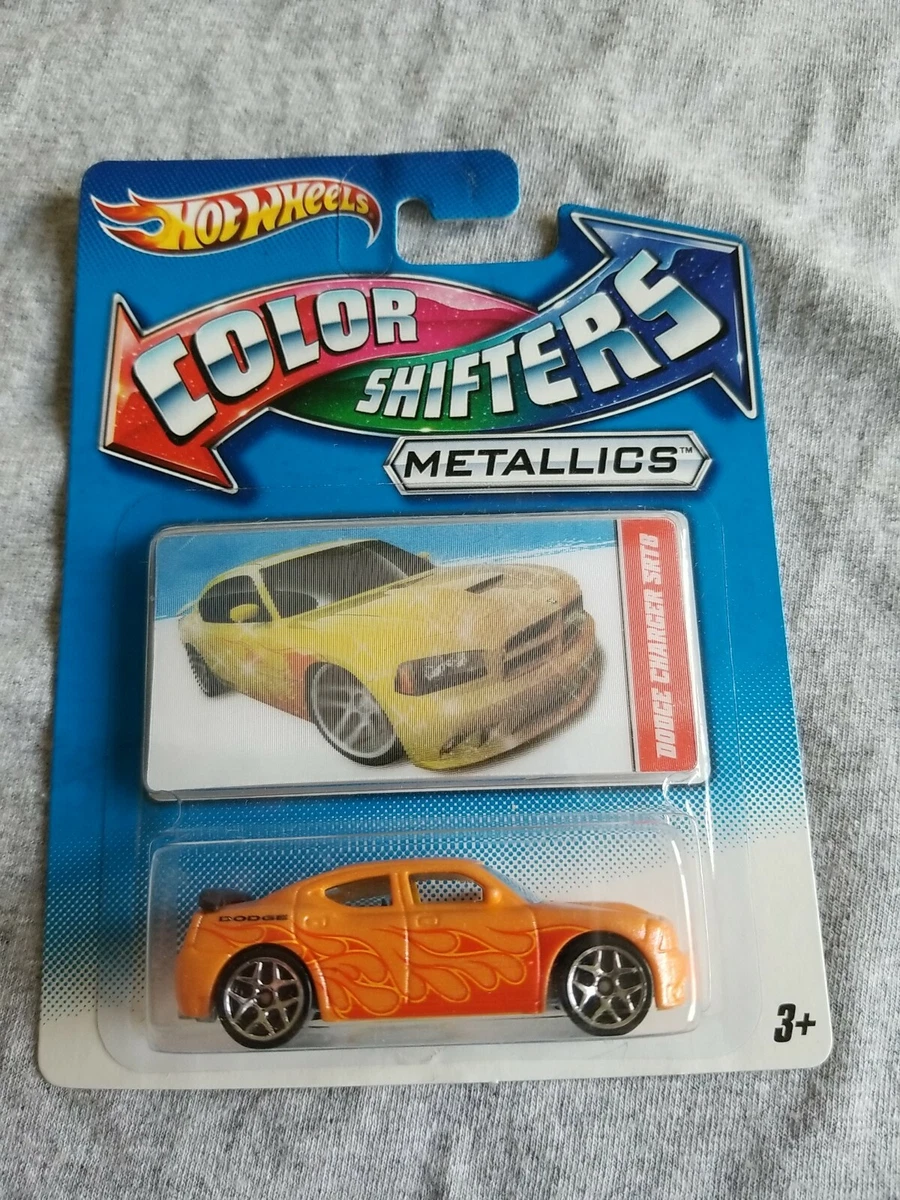 HOT WHEELS
COLOR
SHIFTERS
METALLICS™
DODGE CHARGER SRT8
DODGE
3+